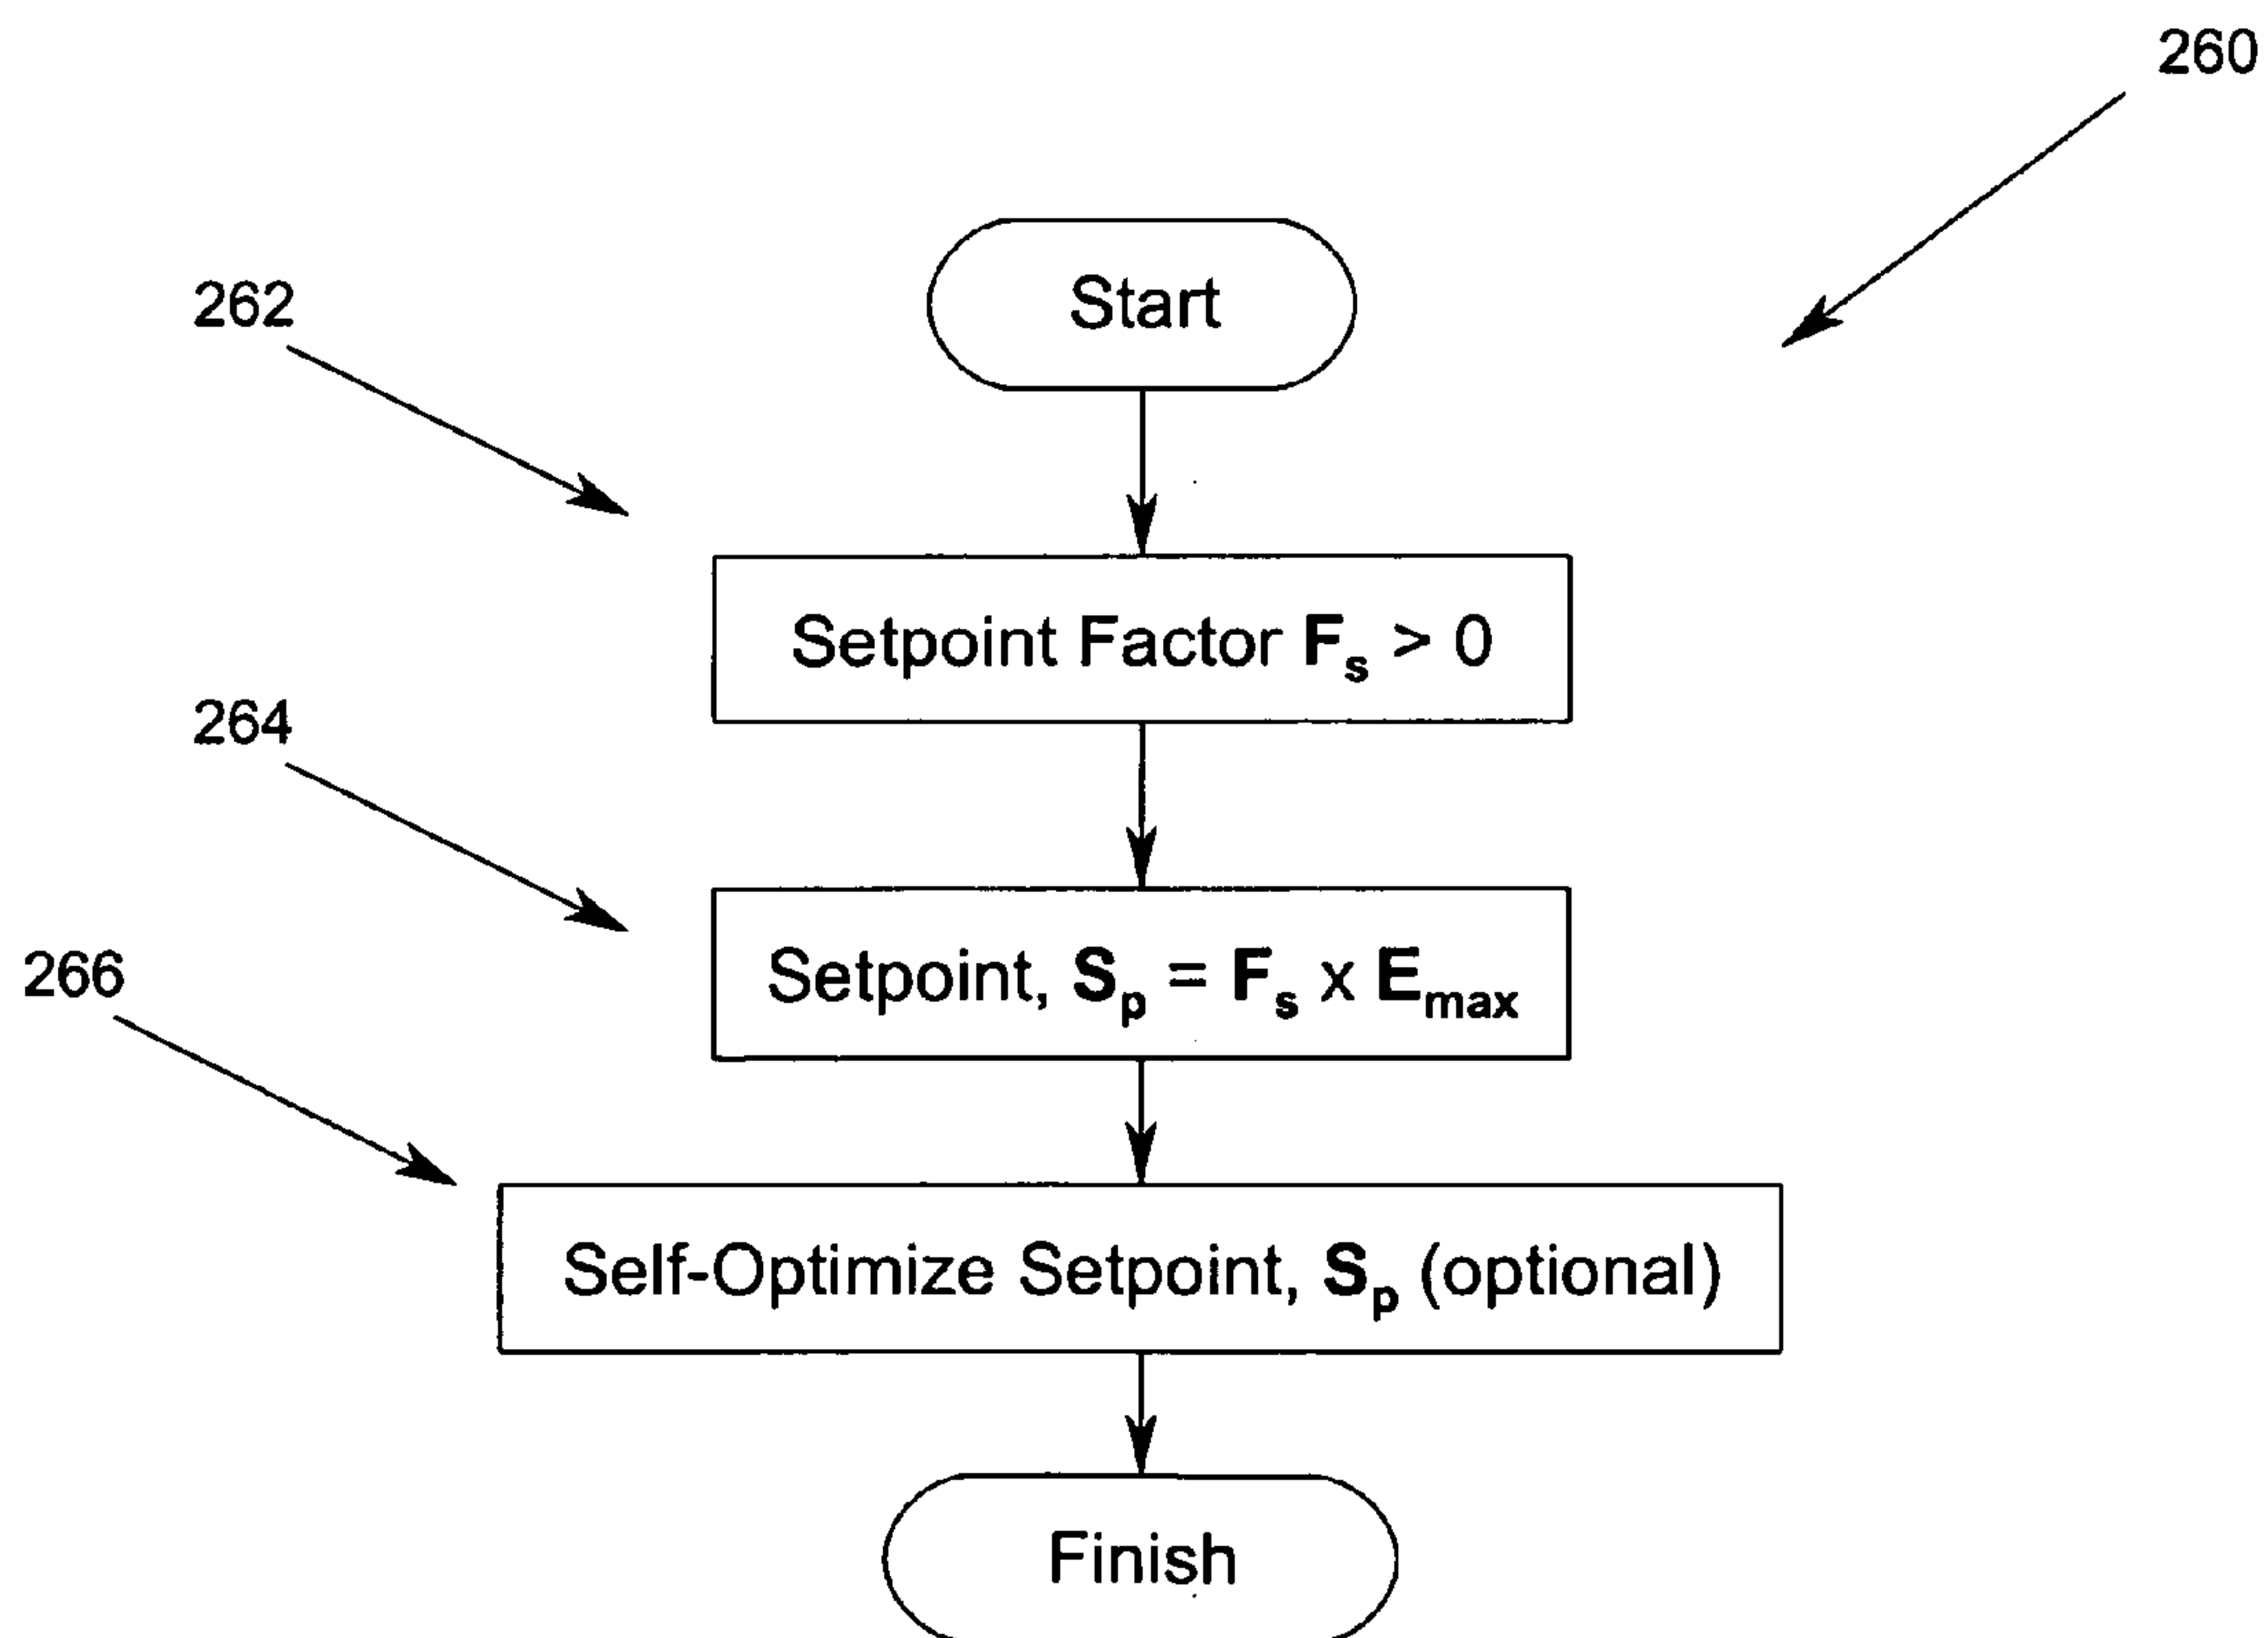 260
Start
262
Setpoint Factor Fs > 0
264
Setpoint, Sp = Fs x Emax
266
Self-Optimize Setpoint, Sp (optional)
Finish